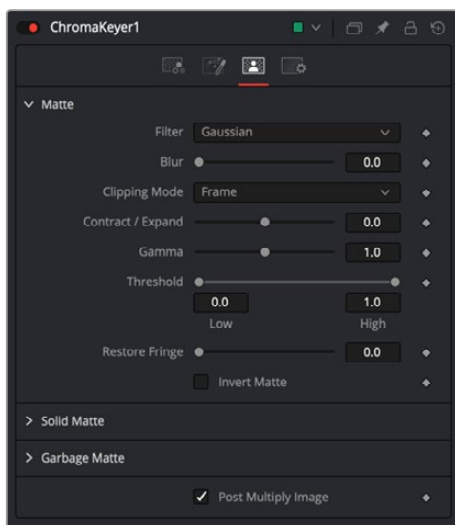 ChromaKeyer1
Matte
Filter Gaussian
Blur 0.0
Clipping Mode Frame
Contract / Expand 0.0
Gamma 1.0
Threshold
0.0 1.0
Low High
Restore Fringe 0.0
Invert Matte
Solid Matte
Garbage Matte
Post Multiply Image